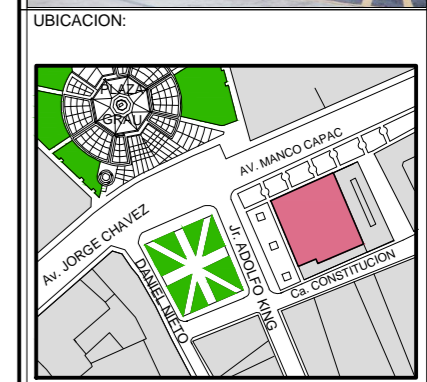 UBICACION:
PLAZA
GRAU
AV. MANCO CAPAC
Av. JORGE CHAVEZ
Jr. ADOLFO KING
DANIEL NIETO
Ca. CONSTITUCION